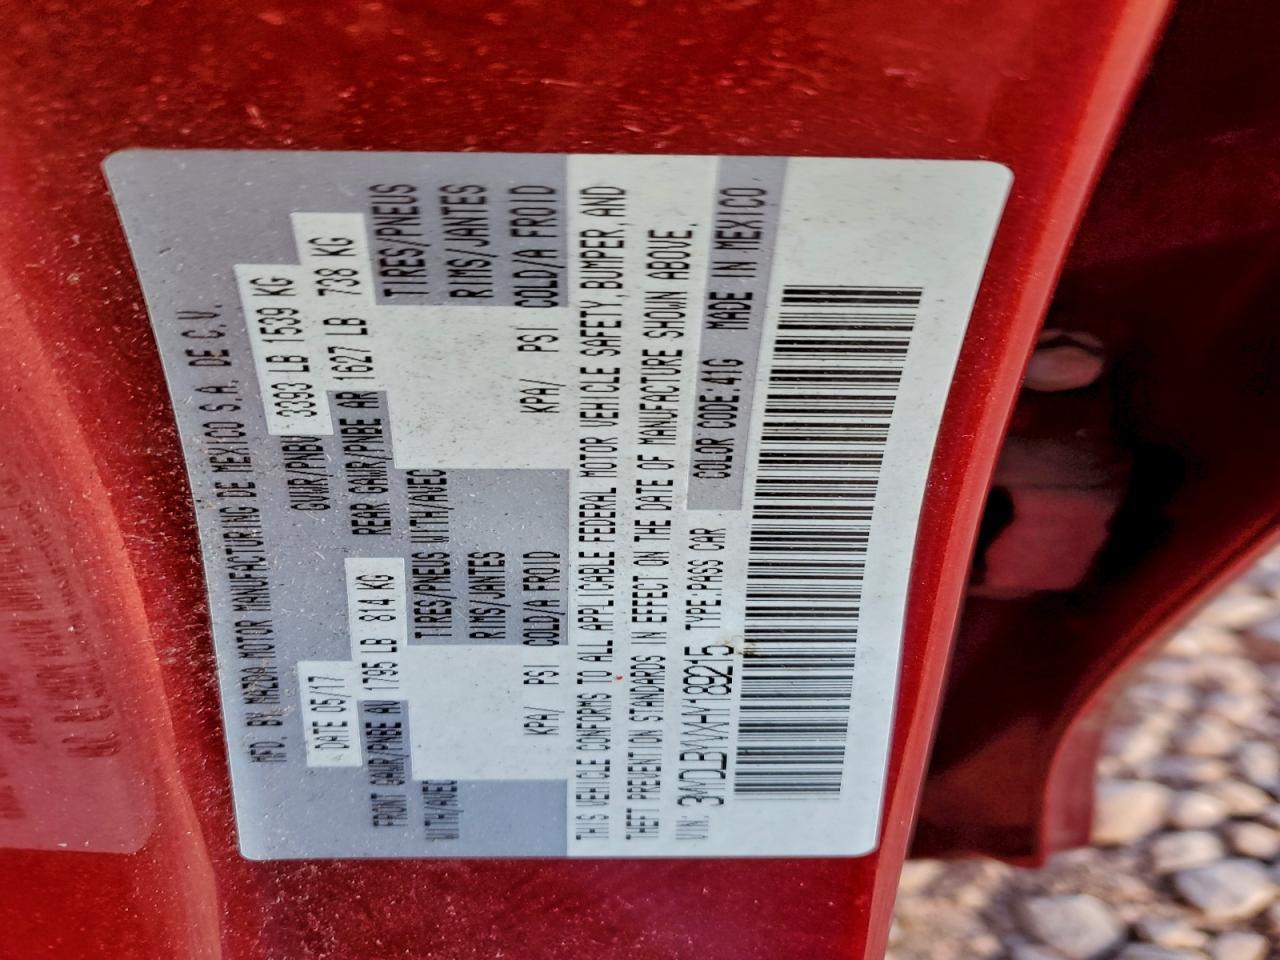 MFD. BY MAZDA MOTOR MANUFACTURING DE MEXICO S.A. DE C.V.
DATE 05/17 GVWR/PNBV 3393 LB 1539 KG
FRONT GAWR/PNBE AV 1795 LB 814 KG REAR GAWR/PNBE AR 1627 LB 738 KG
WITH/AVEC TIRES/PNEUS WITH/AVEC TIRES/PNEUS
RIMS/JANTES RIMS/JANTES
KPA/ PSI COLD/A FROID KPA/ PSI COLD/A FROID
THIS VEHICLE CONFORMS TO ALL APPLICABLE FEDERAL MOTOR VEHICLE SAFETY, BUMPER, AND
THEFT PREVENTION STANDARDS IN EFFECT ON THE DATE OF MANUFACTURE SHOWN ABOVE.
VIN: 3MYDLBYVXHY189215 TYPE:PASS CAR COLOR CODE:41G MADE IN MEXICO